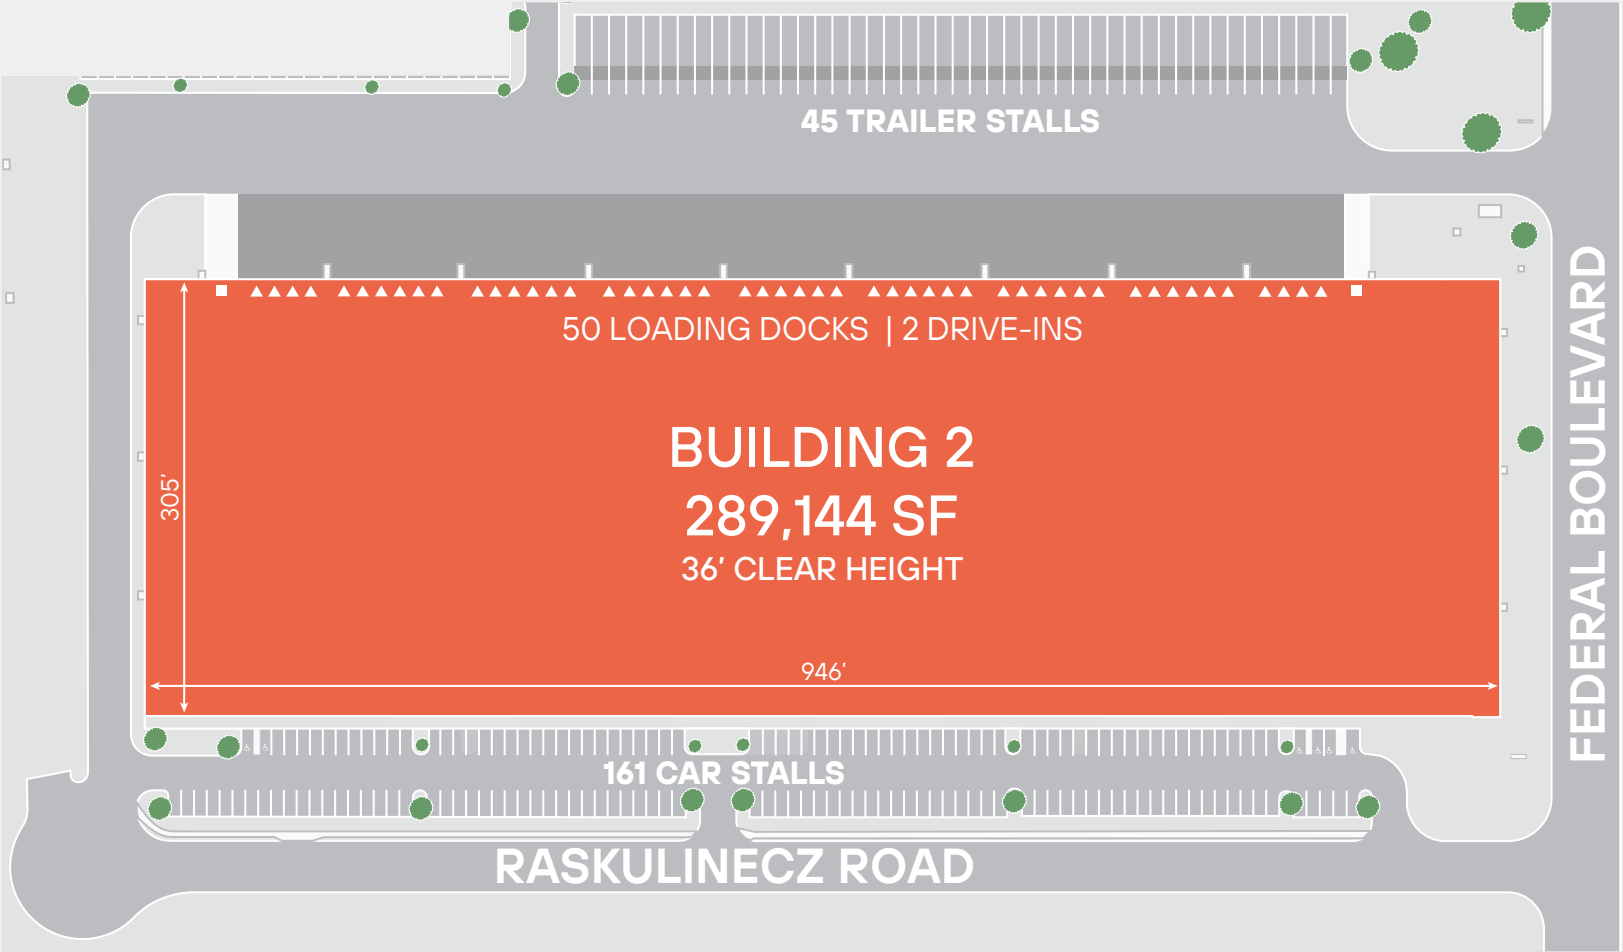 45 TRAILER STALLS
50 LOADING DOCKS | 2 DRIVE-INS
BUILDING 2
289,144 SF
36' CLEAR HEIGHT
305'
946'
161 CAR STALLS
RASKULINECZ ROAD
FEDERAL BOULEVARD